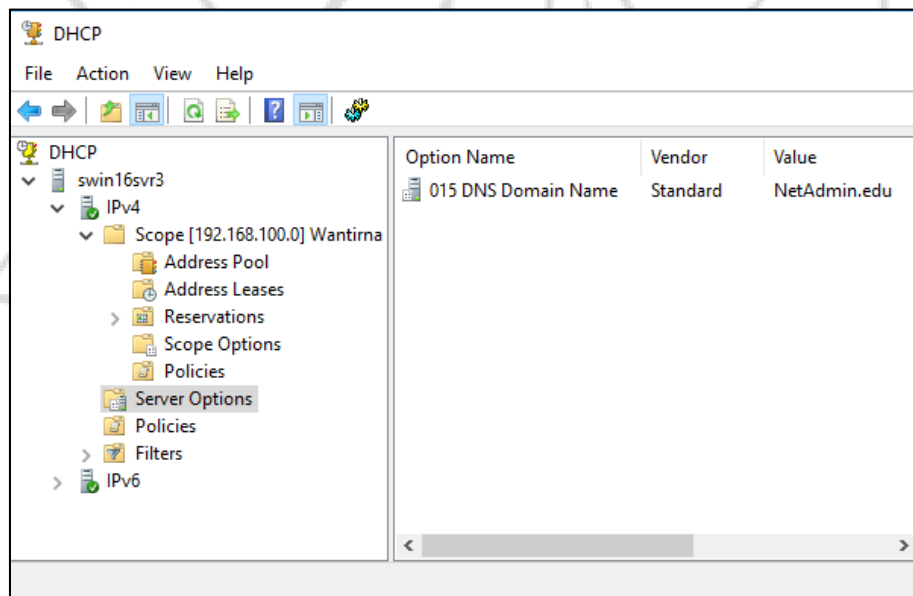 DHCP
File Action View Help
DHCP
swin16svr3
IPv4
Scope [192.168.100.0] Wantirna
Address Pool
Address Leases
Reservations
Scope Options
Policies
Server Options
Policies
Filters
IPv6
Option Name Vendor Value
015 DNS Domain Name Standard NetAdmin.edu